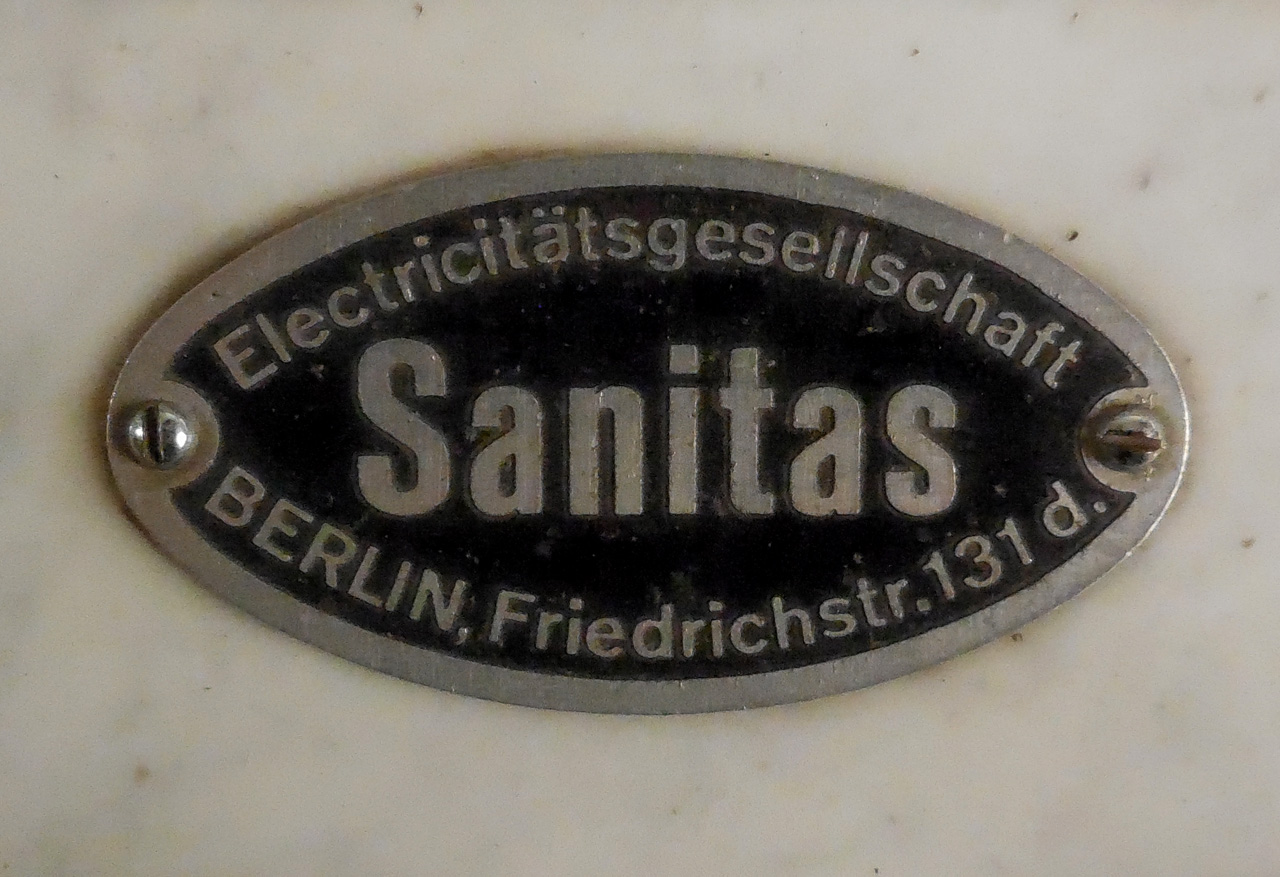 Electricitätsgesellschaft
Sanitas
BERLIN, Friedrichstr. 131 d.